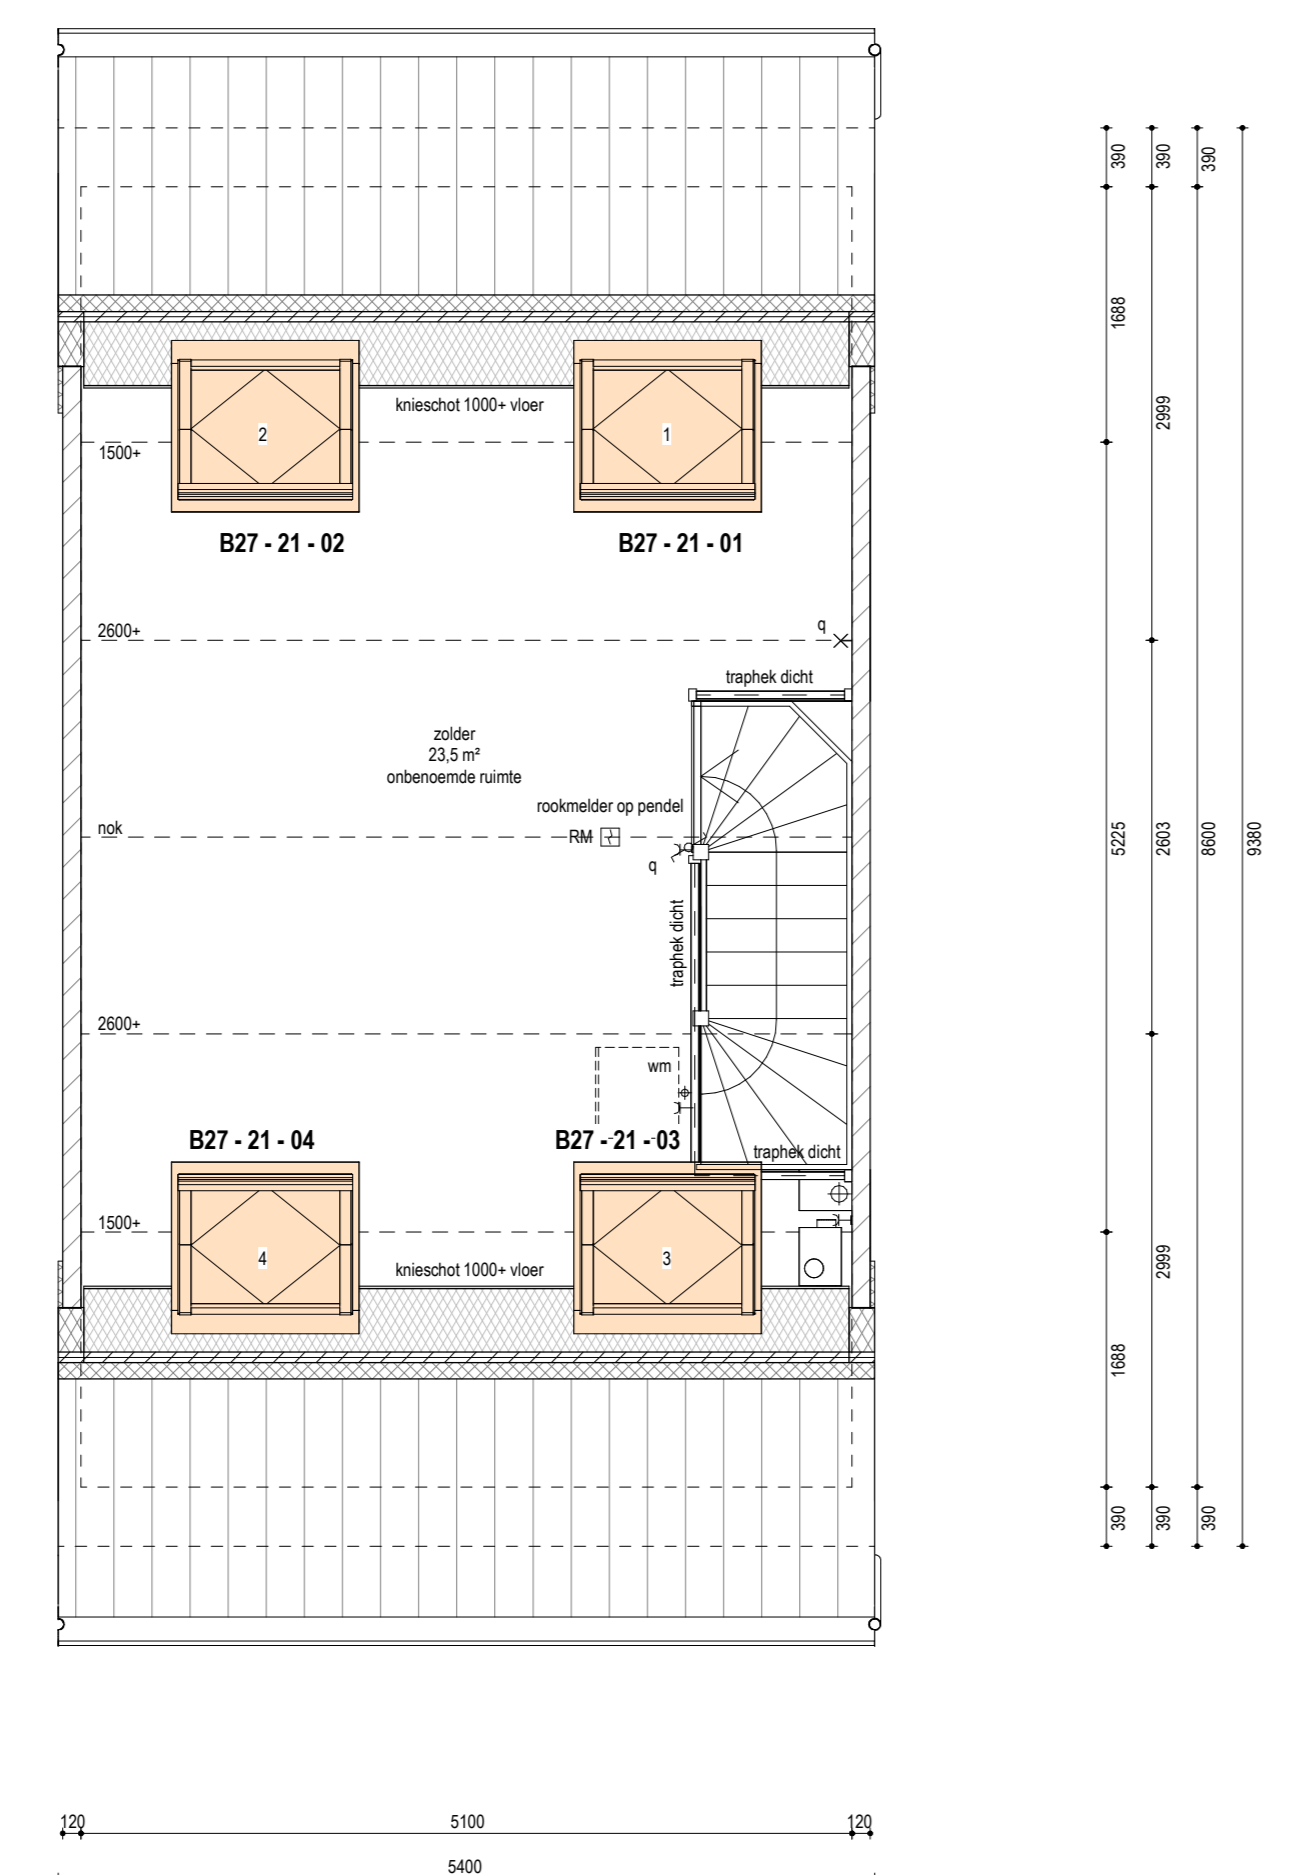 390
390
390
1688
knieschot 1000+ vloer
2
1
2999
1500+
B27 - 21 - 02
B27 - 21 - 01
2600+
q
traphek dicht
zolder
23,5 m²
onbenoemde ruimte
rookmelder op pendel
nok
RM
q
5225
2603
8600
9380
traphek dicht
2600+
wm
B27 - 21 - 04
B27 - 21 - 03
traphek dicht
1500+
4
3
knieschot 1000+ vloer
2999
1688
390
390
390
120
5100
120
5400